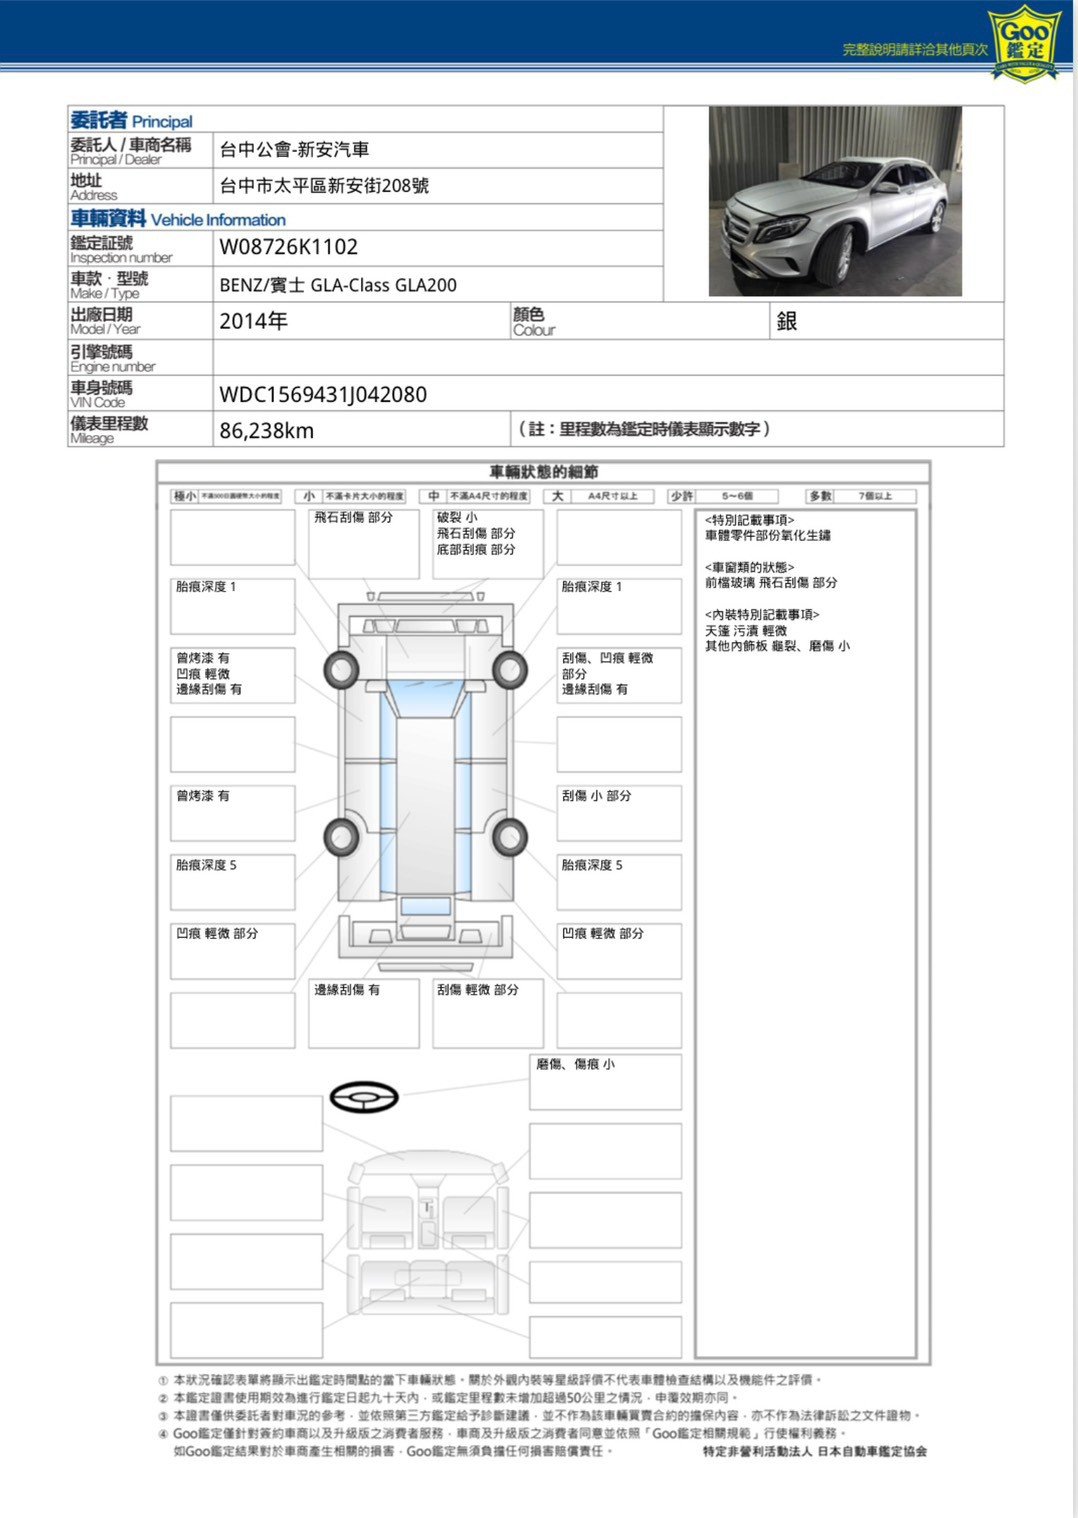 完整說明請詳洽其他頁次
Goo
鑑定
委託者 Principal
委託人 / 車商名稱
Principal / Dealer
台中公會-新安汽車
地址
Address
台中市太平區新安街208號
車輛資料 Vehicle Information
鑑定証號
Inspection number
W08726K1102
車款‧型號
Make / Type
BENZ/賓士 GLA-Class GLA200
出廠日期
Model / Year
2014年
顏色
Colour
銀
引擎號碼
Engine number
車身號碼
VIN Code
WDC1569431J042080
儀表里程數
Mileage
86,238km
（註：里程數為鑑定時儀表顯示數字）
車輛狀態的細節
極小 不滿500日圓硬幣大小的程度 小 不滿卡片大小的程度 中 不滿A4尺寸的程度 大 A4尺寸以上 少許 5～6個 多數 7個以上
飛石刮傷 部分
破裂 小
飛石刮傷 部分
底部刮痕 部分
胎痕深度 1
胎痕深度 1
曾烤漆 有
凹痕 輕微
邊緣刮傷 有
刮傷、凹痕 輕微
部分
邊緣刮傷 有
曾烤漆 有
刮傷 小 部分
胎痕深度 5
胎痕深度 5
凹痕 輕微 部分
凹痕 輕微 部分
邊緣刮傷 有
刮傷 輕微 部分
磨傷、傷痕 小
<特別記載事項>
車體零件部份氧化生鏽
<車窗類的狀態>
前檔玻璃 飛石刮傷 部分
<內裝特別記載事項>
天篷 污漬 輕微
其他內飾板 龜裂、磨傷 小
① 本狀況確認表單將顯示出鑑定時間點的當下車輛狀態。關於外觀內裝等星級評價不代表車體檢查結構以及機能件之評價。
② 本鑑定證書使用期效為進行鑑定日起九十天內，或鑑定里程數未增加超過50公里之情況，申覆效期亦同。
③ 本證書僅供委託者對車況的參考，並依照第三方鑑定給予診斷建議，並不作為該車輛買賣合約的擔保內容，亦不作為法律訴訟之文件證物。
④ Goo鑑定僅針對簽約車商以及升級版之消費者服務，車商及升級版之消費者同意並依照「Goo鑑定相關規範」行使權利義務。
如Goo鑑定結果對於車商產生相關的損害，Goo鑑定無須負擔任何損害賠償責任。
特定非營利活動法人 日本自動車鑑定協会